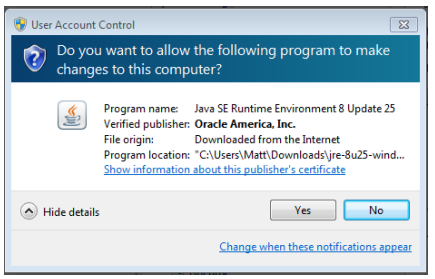 User Account Control
Do you want to allow the following program to make
changes to this computer?
Program name: Java SE Runtime Environment 8 Update 25
Verified publisher: Oracle America, Inc.
File origin: Downloaded from the Internet
Program location: "C:\Users\Matt\Downloads\jre-8u25-wind...
Show information about this publisher's certificate
Hide details
Yes
No
Change when these notifications appear